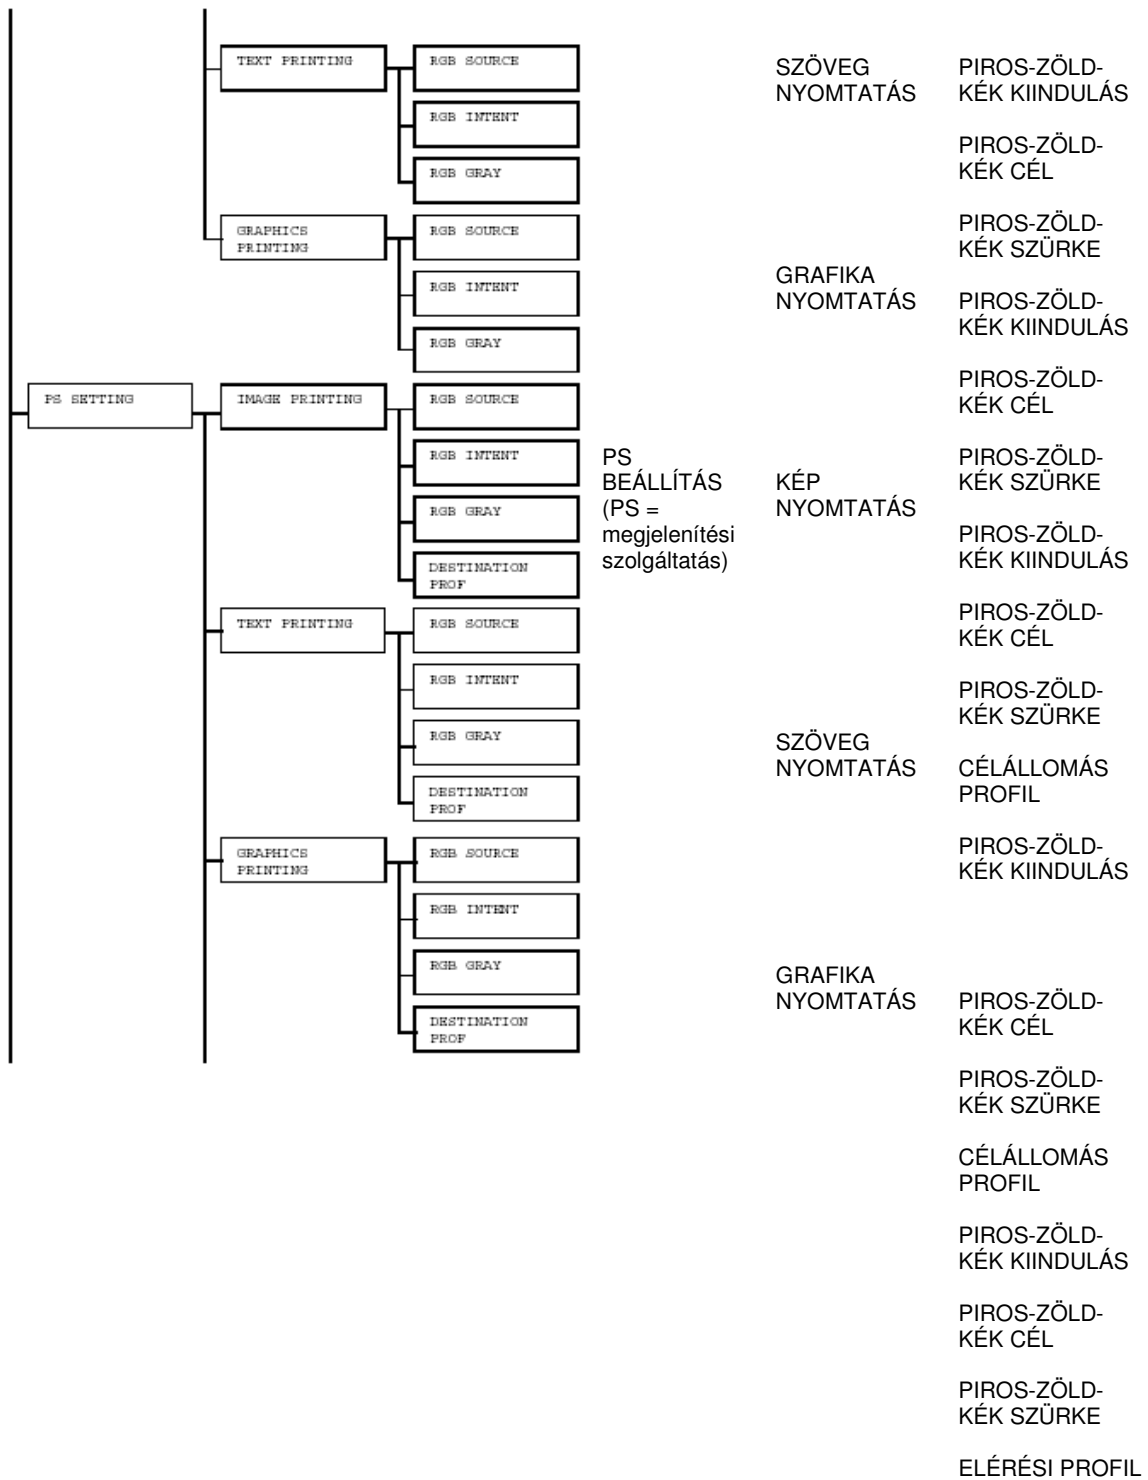 TEXT PRINTING
RGB SOURCE
RGB INTENT
RGB GRAY
GRAPHICS
PRINTING
RGB SOURCE
RGB INTENT
RGB GRAY
PS SETTING
IMAGE PRINTING
RGB SOURCE
RGB INTENT
RGB GRAY
DESTINATION
PROF
TEXT PRINTING
RGB SOURCE
RGB INTENT
RGB GRAY
DESTINATION
PROF
GRAPHICS
PRINTING
RGB SOURCE
RGB INTENT
RGB GRAY
DESTINATION
PROF
PS
BEÁLLÍTÁS
(PS =
megjelenítési
szolgáltatás)
SZÖVEG
NYOMTATÁS
GRAFIKA
NYOMTATÁS
KÉP
NYOMTATÁS
SZÖVEG
NYOMTATÁS
GRAFIKA
NYOMTATÁS
PIROS-ZÖLD-
KÉK KIINDULÁS
PIROS-ZÖLD-
KÉK CÉL
PIROS-ZÖLD-
KÉK SZÜRKE
PIROS-ZÖLD-
KÉK KIINDULÁS
PIROS-ZÖLD-
KÉK CÉL
PIROS-ZÖLD-
KÉK SZÜRKE
PIROS-ZÖLD-
KÉK KIINDULÁS
PIROS-ZÖLD-
KÉK CÉL
PIROS-ZÖLD-
KÉK SZÜRKE
CÉLÁLLOMÁS
PROFIL
PIROS-ZÖLD-
KÉK KIINDULÁS
PIROS-ZÖLD-
KÉK CÉL
PIROS-ZÖLD-
KÉK SZÜRKE
CÉLÁLLOMÁS
PROFIL
PIROS-ZÖLD-
KÉK KIINDULÁS
PIROS-ZÖLD-
KÉK CÉL
PIROS-ZÖLD-
KÉK SZÜRKE
ELÉRÉSI PROFIL